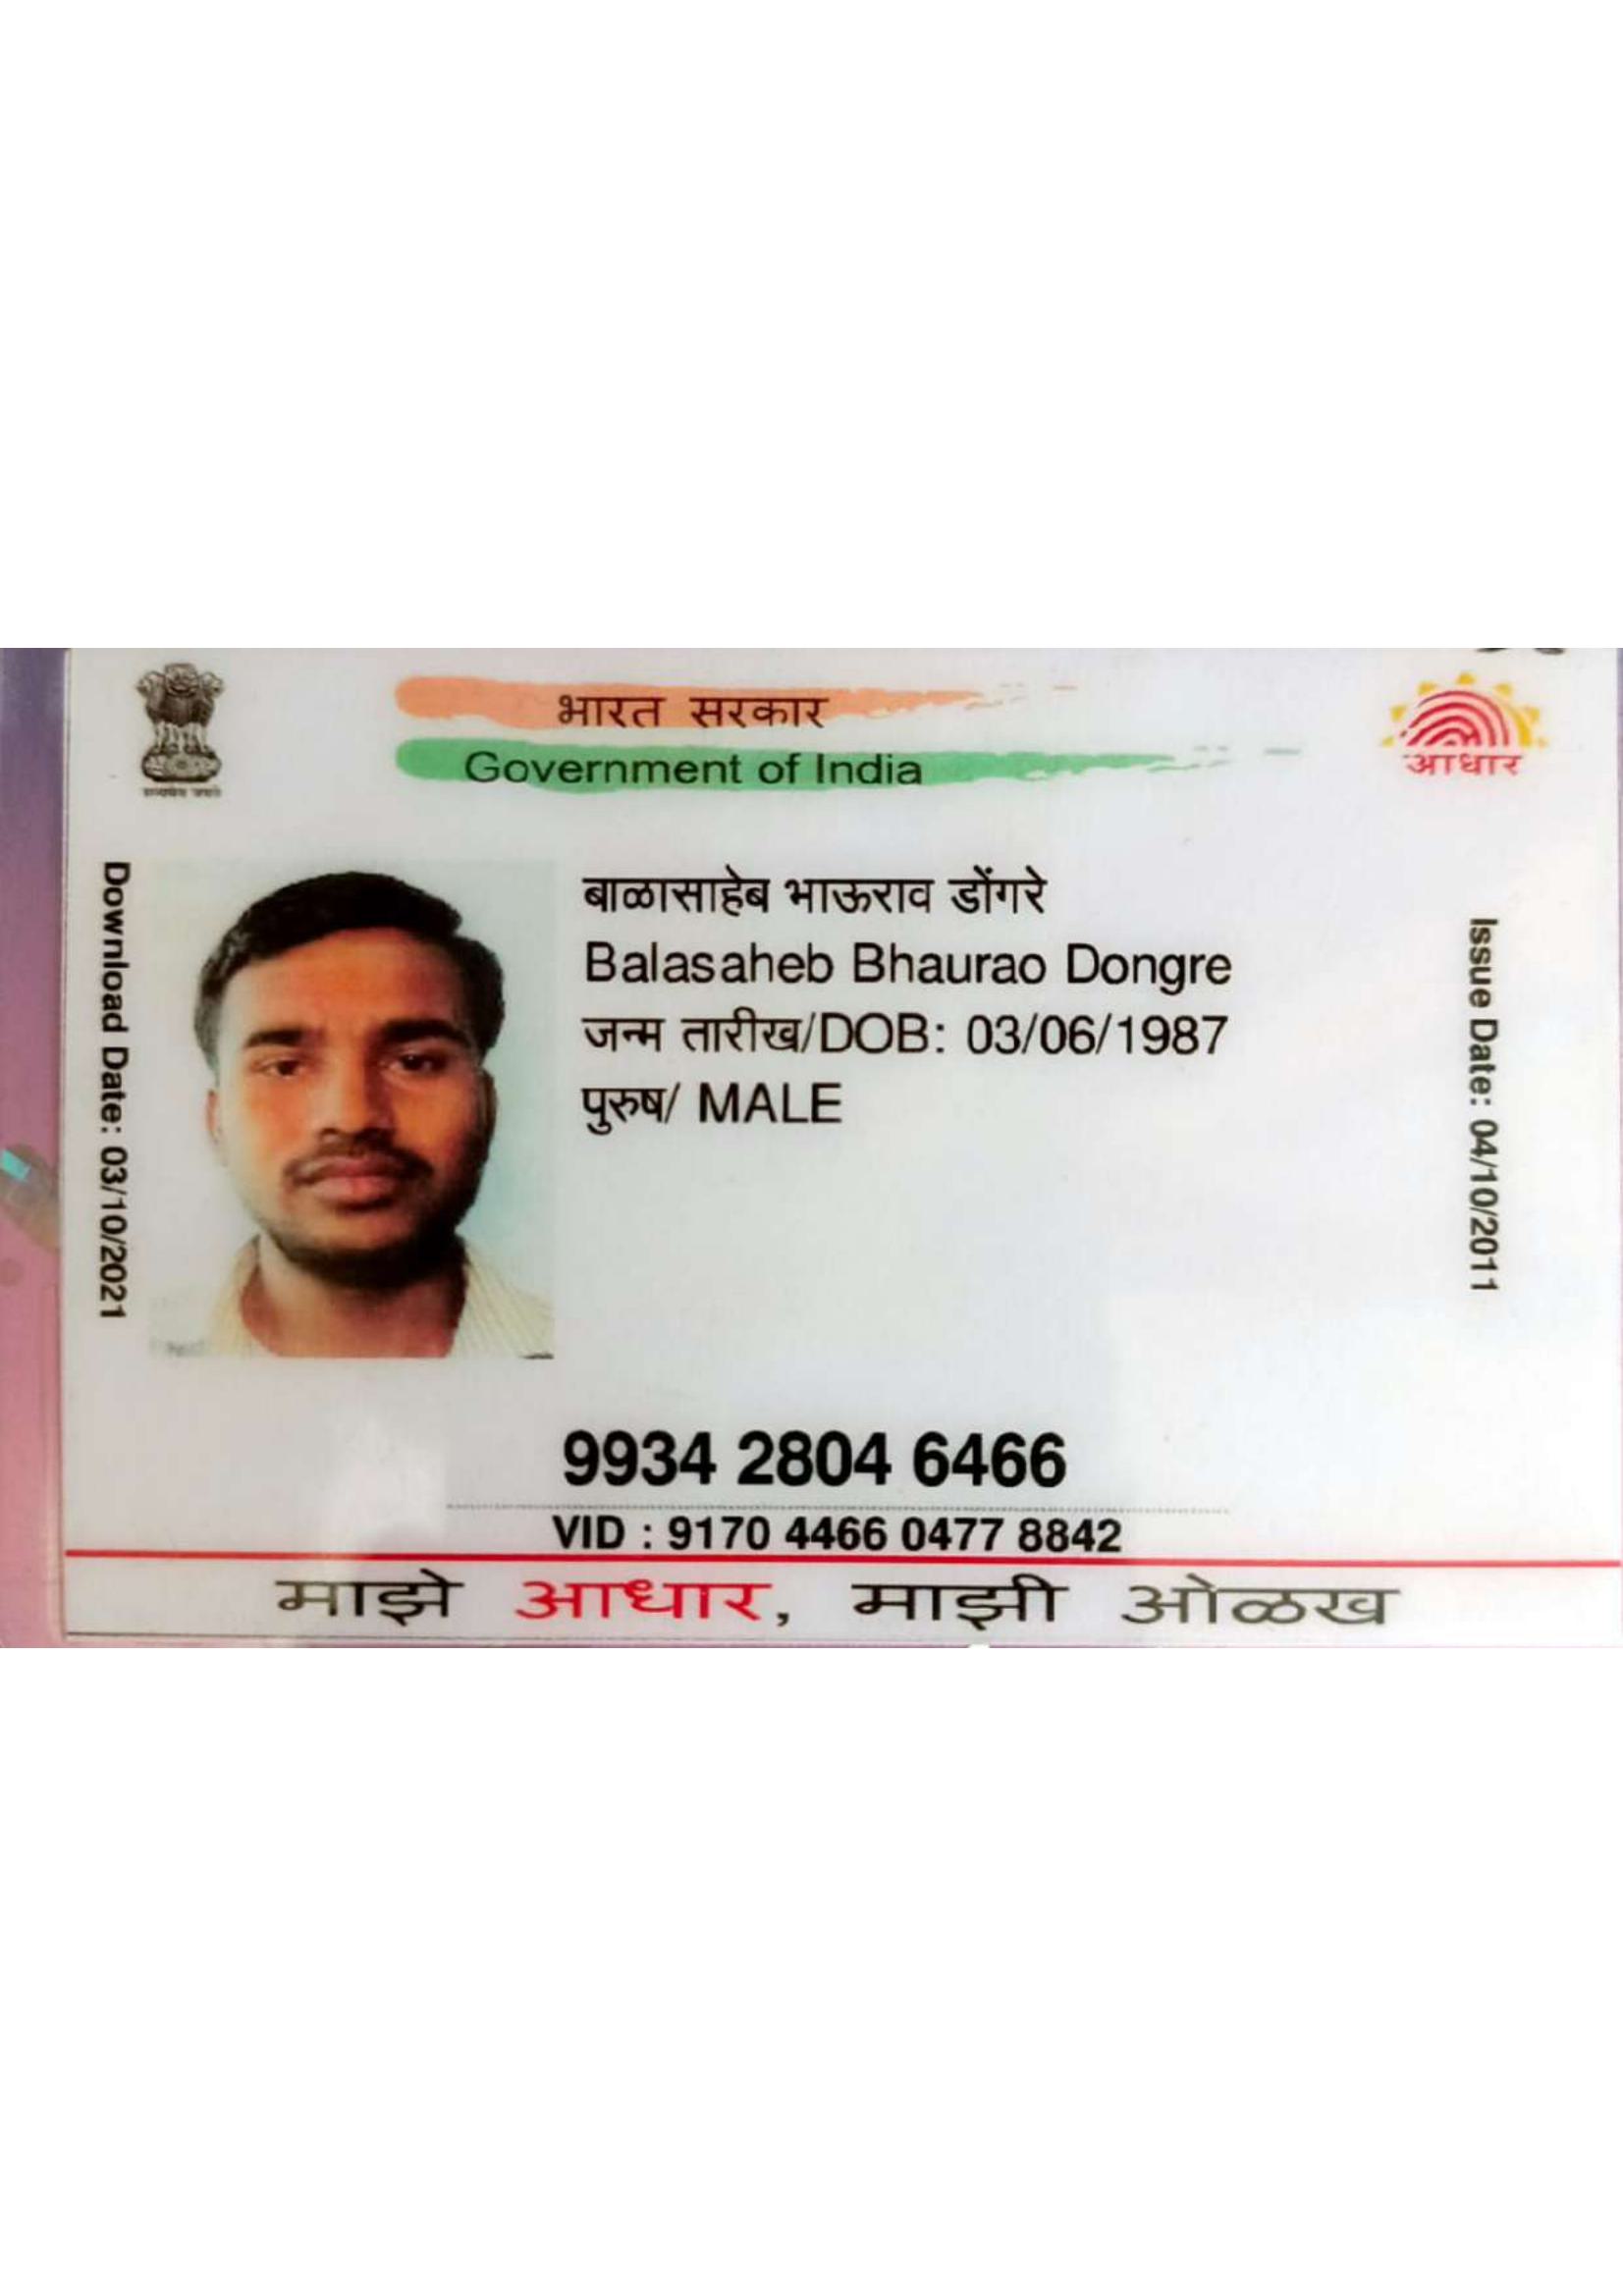 भारत सरकार
Government of India
आधार
Download Date: 03/10/2021
बाळासाहेब भाऊराव डोंगरे
Balasaheb Bhaurao Dongre
जन्म तारीख/DOB: 03/06/1987
पुरुष/ MALE
Issue Date: 04/10/2011
9934 2804 6466
VID : 9170 4466 0477 8842
माझे आधार, माझी ओळख